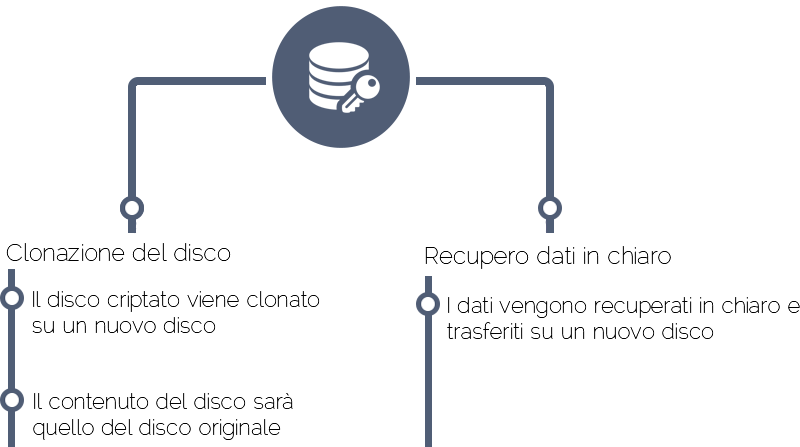 Clonazione del disco
Il disco criptato viene clonato
su un nuovo disco
Il contenuto del disco sarà
quello del disco originale
Recupero dati in chiaro
I dati vengono recuperati in chiaro e
trasferiti su un nuovo disco